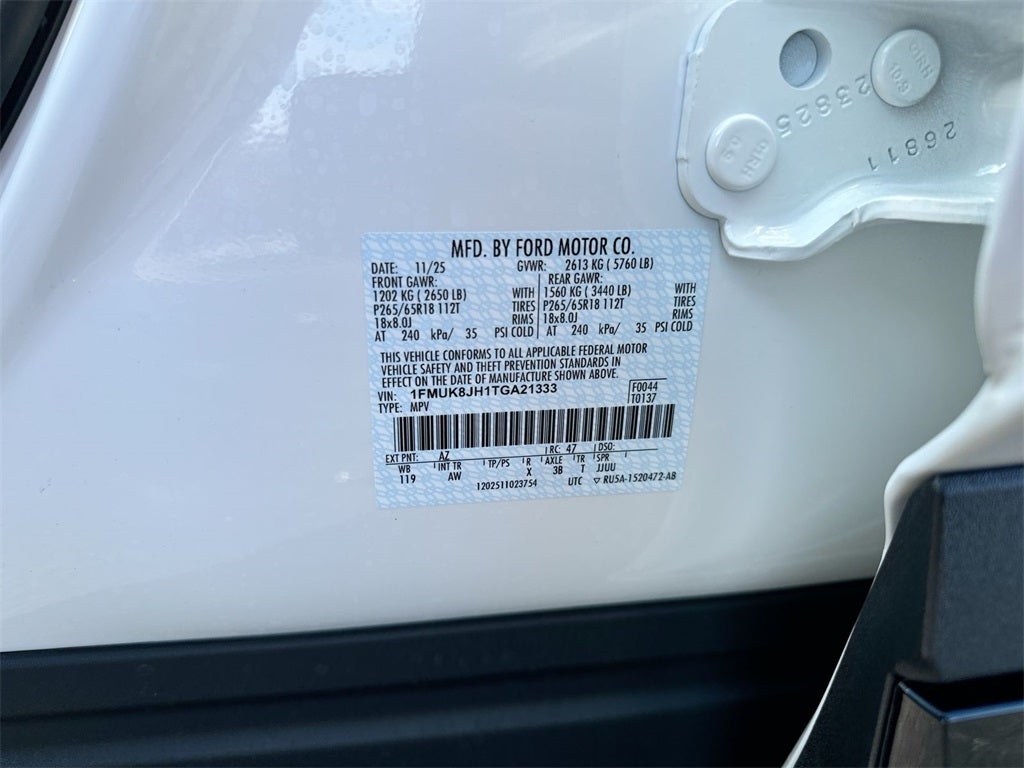 23825
26811
MFD. BY FORD MOTOR CO.
DATE: 11/25 GVWR: 2613 KG ( 5760 LB)
FRONT GAWR: REAR GAWR:
1202 KG ( 2650 LB) WITH 1560 KG ( 3440 LB) WITH
P265/65R18 112T TIRES P265/65R18 112T TIRES
18x8.0J RIMS 18x8.0J RIMS
AT 240 kPa/ 35 PSI COLD AT 240 kPa/ 35 PSI COLD
THIS VEHICLE CONFORMS TO ALL APPLICABLE FEDERAL MOTOR
VEHICLE SAFETY AND THEFT PREVENTION STANDARDS IN
EFFECT ON THE DATE OF MANUFACTURE SHOWN ABOVE.
VIN: 1FMUK8JH1TGA21333 F0044
TYPE: MPV T0137
EXT PNT: AZ RC: 47 DSO:
WB INT TR TP/PS R AXLE TR SPR
119 AW X 3B T JJUU
120251102​3754 UTC ▽ RU5A-1520472-AB